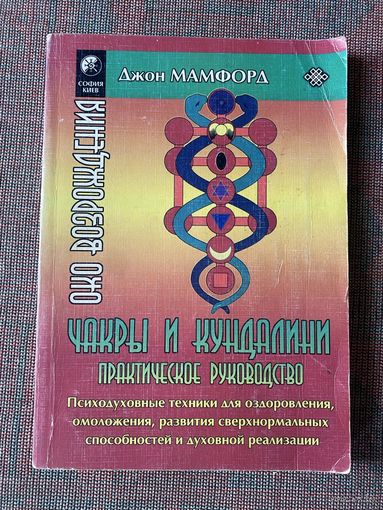 СОФИЯ
КИЕВ
Джон МАМФОРД
ОКО ВОЗРОЖДЕНИЯ
ЧАКРЫ И КУНДАЛИНИ
ПРАКТИЧЕСКОЕ РУКОВОДСТВО
Психодуховные техники для оздоровления,
омоложения, развития сверхнормальных
способностей и духовной реализации